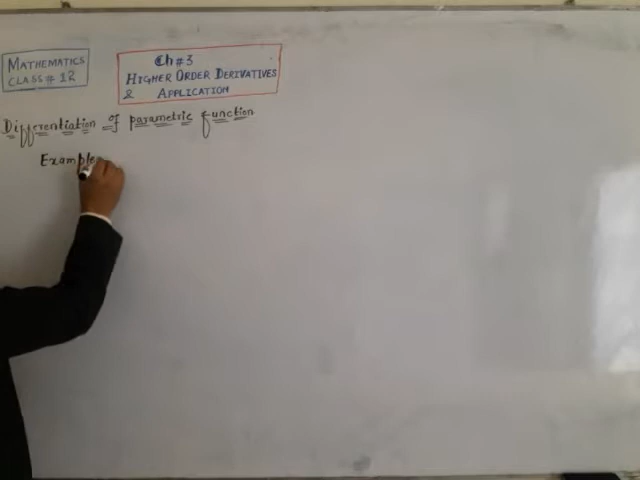 MATHEMATICS
CLASS # 12
Ch # 3
HIGHER ORDER DERIVATIVES
& APPLICATION
Differentiation of parametric function
Example